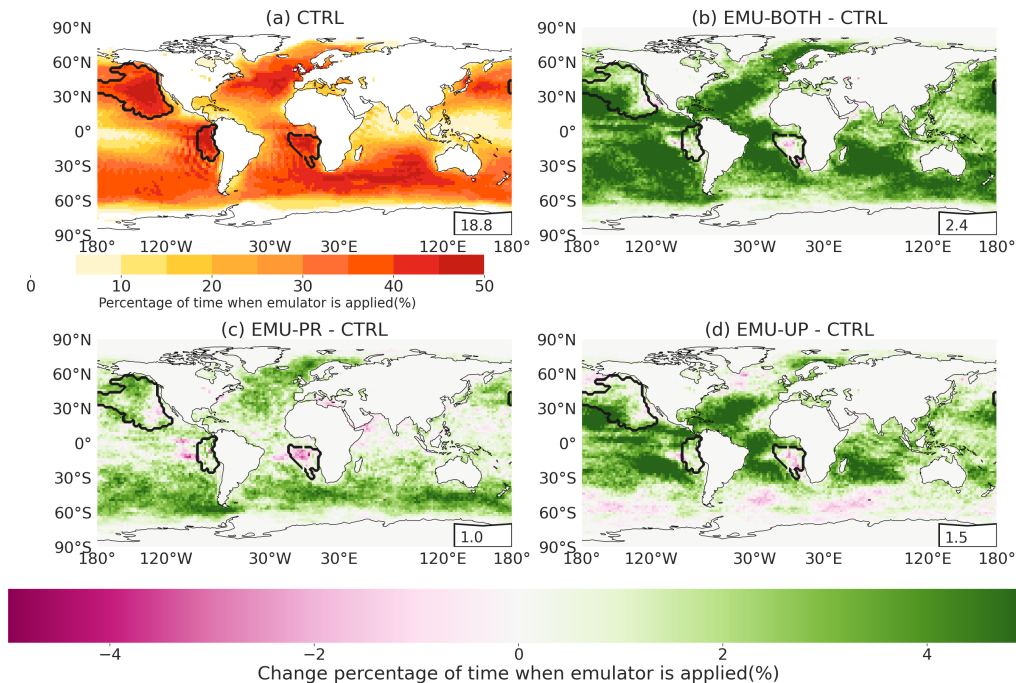 (a) CTRL
90°N
60°N
30°N
0°
30°S
60°S
90°S
180°
120°W
30°W
30°E
120°E
180°
18.8
0
10
20
30
40
50
Percentage of time when emulator is applied(%)
(b) EMU-BOTH - CTRL
90°N
60°N
30°N
0°
30°S
60°S
90°S
180°
120°W
30°W
30°E
120°E
180°
2.4
(c) EMU-PR - CTRL
90°N
60°N
30°N
0°
30°S
60°S
90°S
180°
120°W
30°W
30°E
120°E
180°
1.0
(d) EMU-UP - CTRL
90°N
60°N
30°N
0°
30°S
60°S
90°S
180°
120°W
30°W
30°E
120°E
180°
1.5
−4
−2
0
2
4
Change percentage of time when emulator is applied(%)